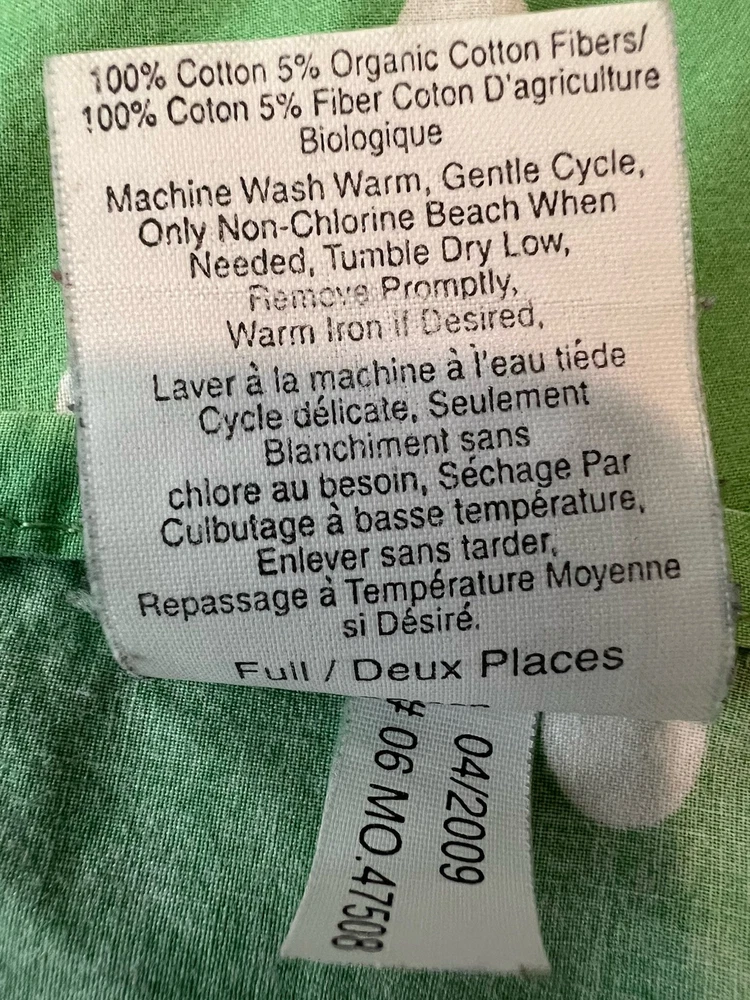 100% Cotton 5% Organic Cotton Fibers/
100% Coton 5% Fiber Coton D'agriculture
Biologique
Machine Wash Warm, Gentle Cycle,
Only Non-Chlorine Beach When
Needed, Tumble Dry Low,
Remove Promptly,
Warm Iron if Desired,
Laver à la machine à l'eau tiéde
Cycle délicate, Seulement
Blanchiment sans
chlore au besoin, Séchage Par
Culbutage à basse température,
Enlever sans tarder,
Repassage à Température Moyenne
si Désiré.
Full / Deux Places
04/2009
# 06 MO.47508